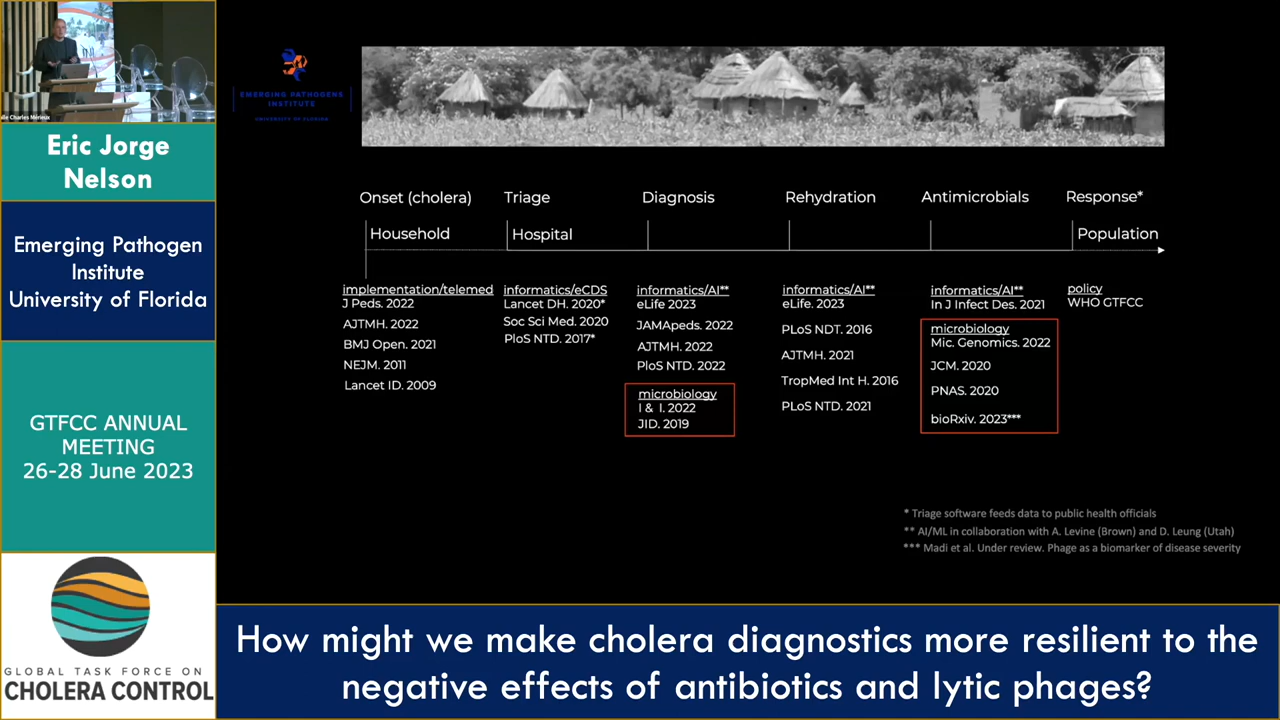 alle Charles Mérieux
Eric Jorge
Nelson
Emerging Pathogen
Institute
University of Florida
GTFCC ANNUAL
MEETING
26-28 June 2023
GLOBAL TASK FORCE ON
CHOLERA CONTROL
EMERGING PATHOGENS
INSTITUTE
UNIVERSITY OF FLORIDA
Onset (cholera) Triage Diagnosis Rehydration Antimicrobials Response*
Household Hospital Population
implementation/telemed
J Peds. 2022
AJTMH. 2022
BMJ Open. 2021
NEJM. 2011
Lancet ID. 2009
informatics/eCDS
Lancet DH. 2020*
Soc Sci Med. 2020
PloS NTD. 2017*
informatics/AI**
eLife 2023
JAMApeds. 2022
AJTMH. 2022
PloS NTD. 2022
microbiology
I & I. 2022
JID. 2019
informatics/AI**
eLife. 2023
PLoS NDT. 2016
AJTMH. 2021
TropMed Int H. 2016
PLoS NTD. 2021
informatics/AI**
In J Infect Des. 2021
microbiology
Mic. Genomics. 2022
JCM. 2020
PNAS. 2020
bioRxiv. 2023***
policy
WHO GTFCC
* Triage software feeds data to public health officials
** AI/ML in collaboration with A. Levine (Brown) and D. Leung (Utah)
*** Madi et al. Under review. Phage as a biomarker of disease severity
How might we make cholera diagnostics more resilient to the
negative effects of antibiotics and lytic phages?